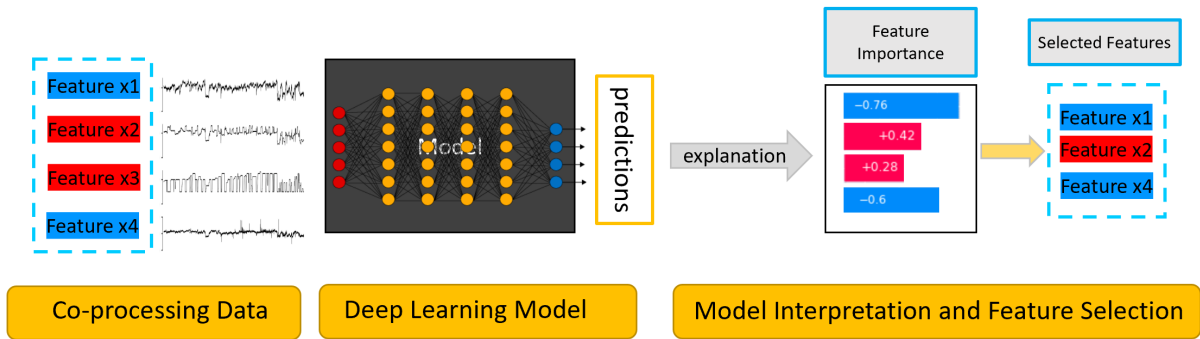 Feature x1
Feature x2
Feature x3
Feature x4
Model
predictions
explanation
Feature
Importance
−0.76
+0.42
+0.28
−0.6
Selected Features
Feature x1
Feature x2
Feature x4
Co-processing Data
Deep Learning Model
Model Interpretation and Feature Selection